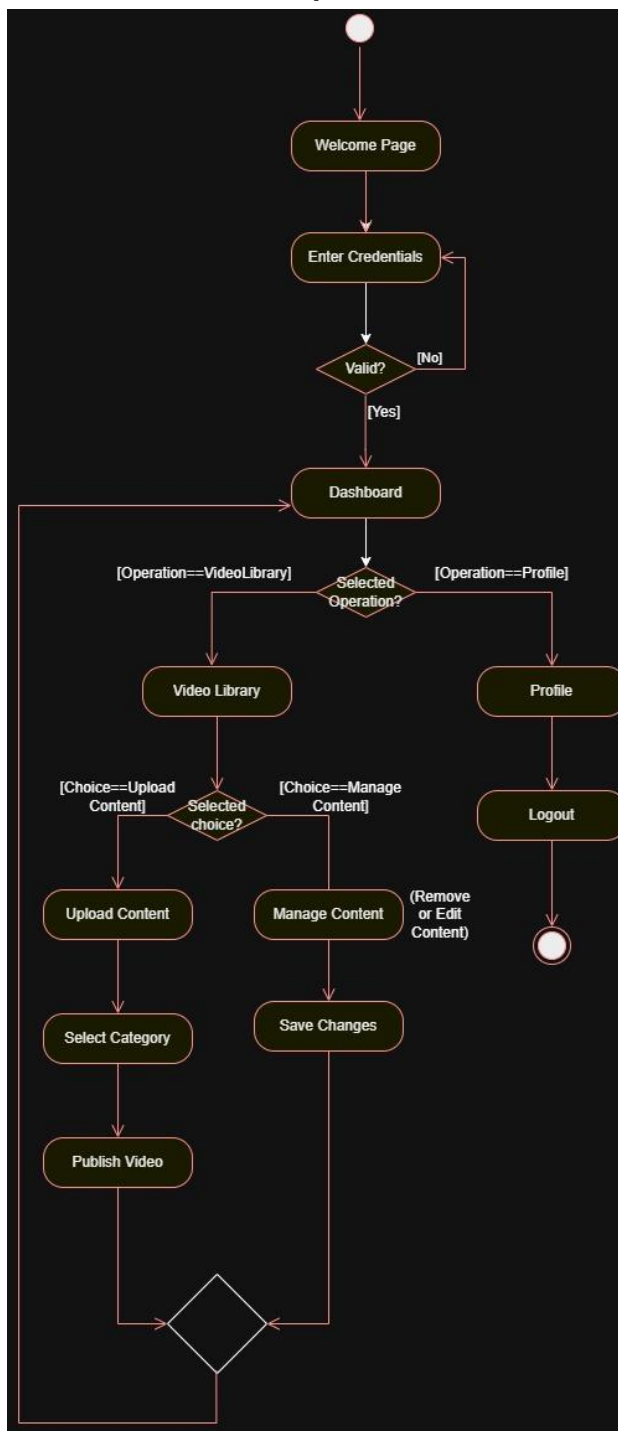 Welcome Page
Enter Credentials
Valid?
[No]
[Yes]
Dashboard
[Operation==VideoLibrary]
[Operation==Profile]
Selected
Operation?
Video Library
Profile
[Choice==Upload
Content]
[Choice==Manage
Content]
Selected
choice?
Logout
Upload Content
Manage Content
(Remove
or Edit
Content)
Select Category
Save Changes
Publish Video